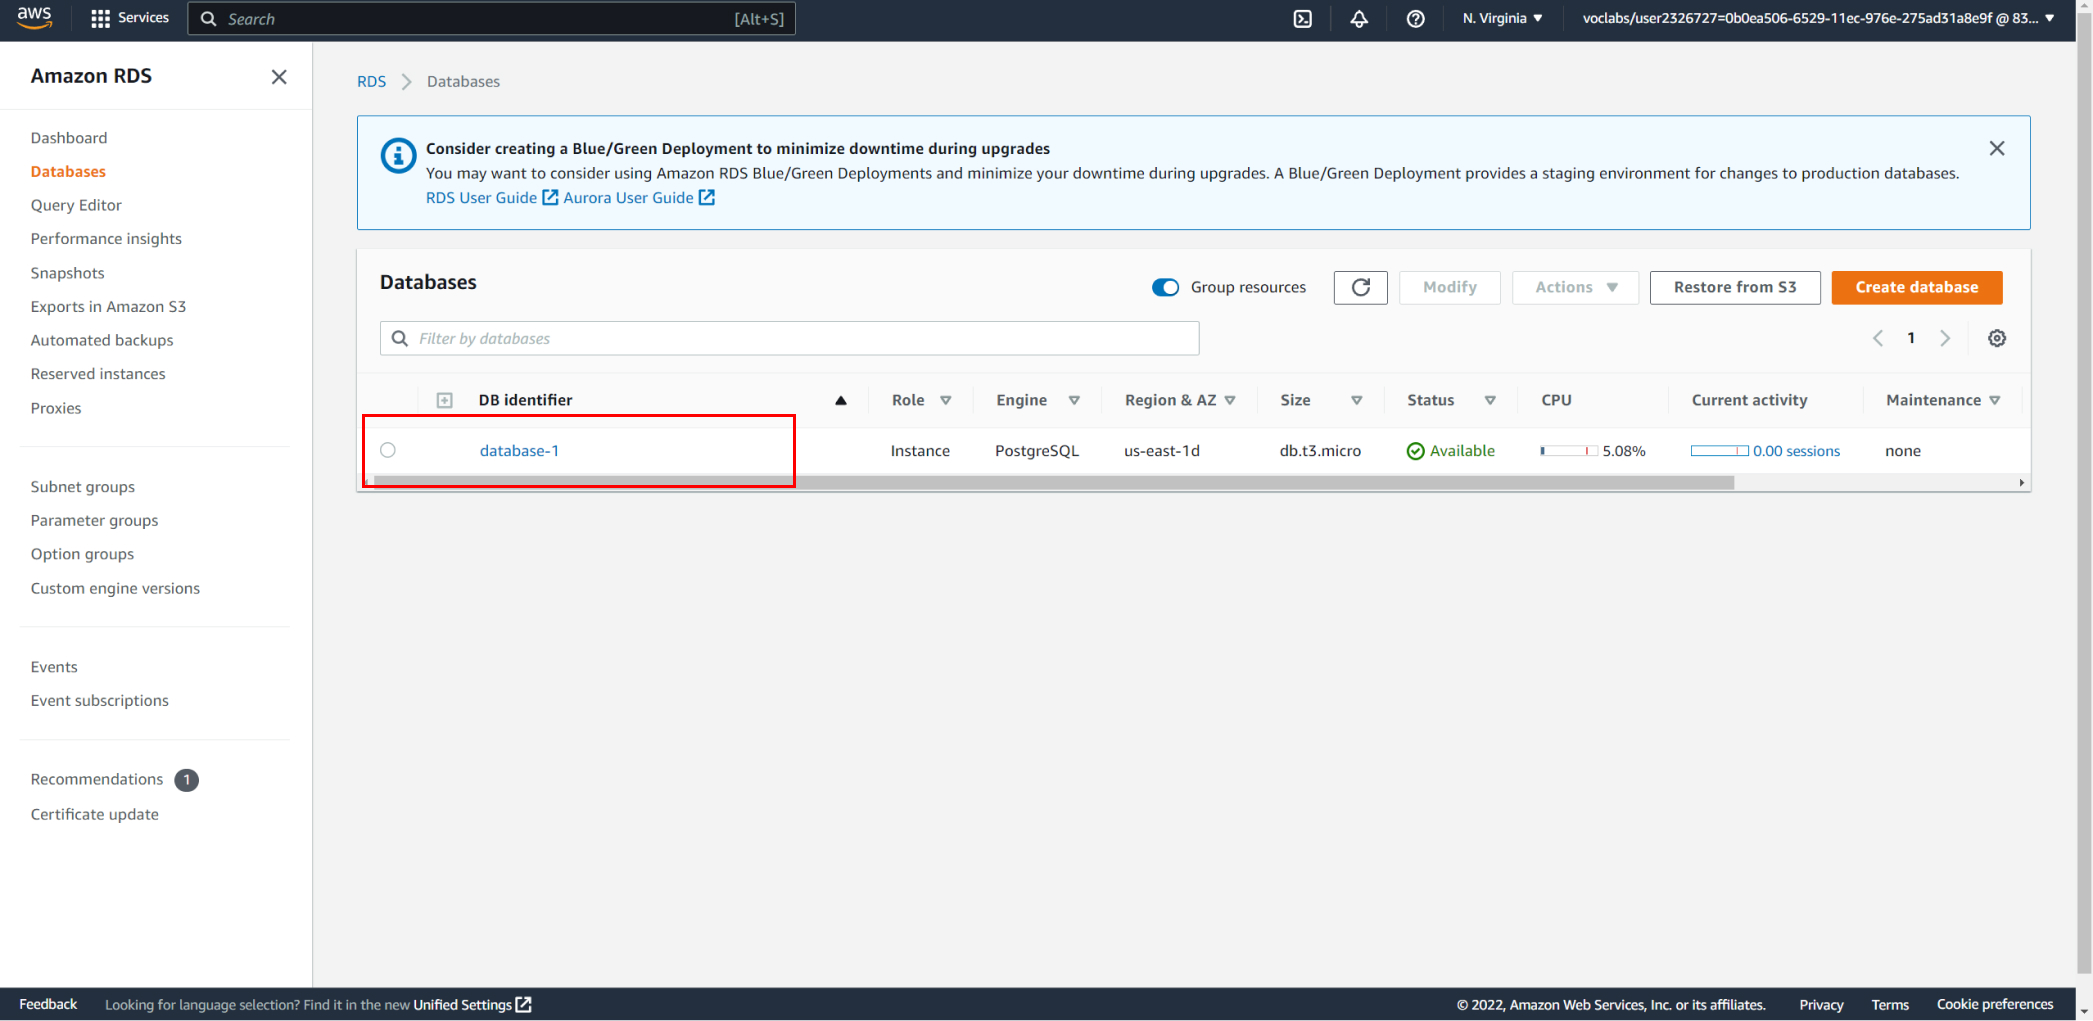 aws
Services
Search [Alt+S]
N. Virginia
voclabs/user2326727=0b0ea506-6529-11ec-976e-275ad31a8e9f @ 83...
Amazon RDS
Dashboard
Databases
Query Editor
Performance insights
Snapshots
Exports in Amazon S3
Automated backups
Reserved instances
Proxies
Subnet groups
Parameter groups
Option groups
Custom engine versions
Events
Event subscriptions
Recommendations 1
Certificate update
RDS > Databases
Consider creating a Blue/Green Deployment to minimize downtime during upgrades
You may want to consider using Amazon RDS Blue/Green Deployments and minimize your downtime during upgrades. A Blue/Green Deployment provides a staging environment for changes to production databases.
RDS User Guide Aurora User Guide
Databases
Group resources
Modify
Actions
Restore from S3
Create database
Filter by databases
1
DB identifier Role Engine Region & AZ Size Status CPU Current activity Maintenance
database-1 Instance PostgreSQL us-east-1d db.t3.micro Available 5.08% 0.00 sessions none
Feedback Looking for language selection? Find it in the new Unified Settings
© 2022, Amazon Web Services, Inc. or its affiliates. Privacy Terms Cookie preferences